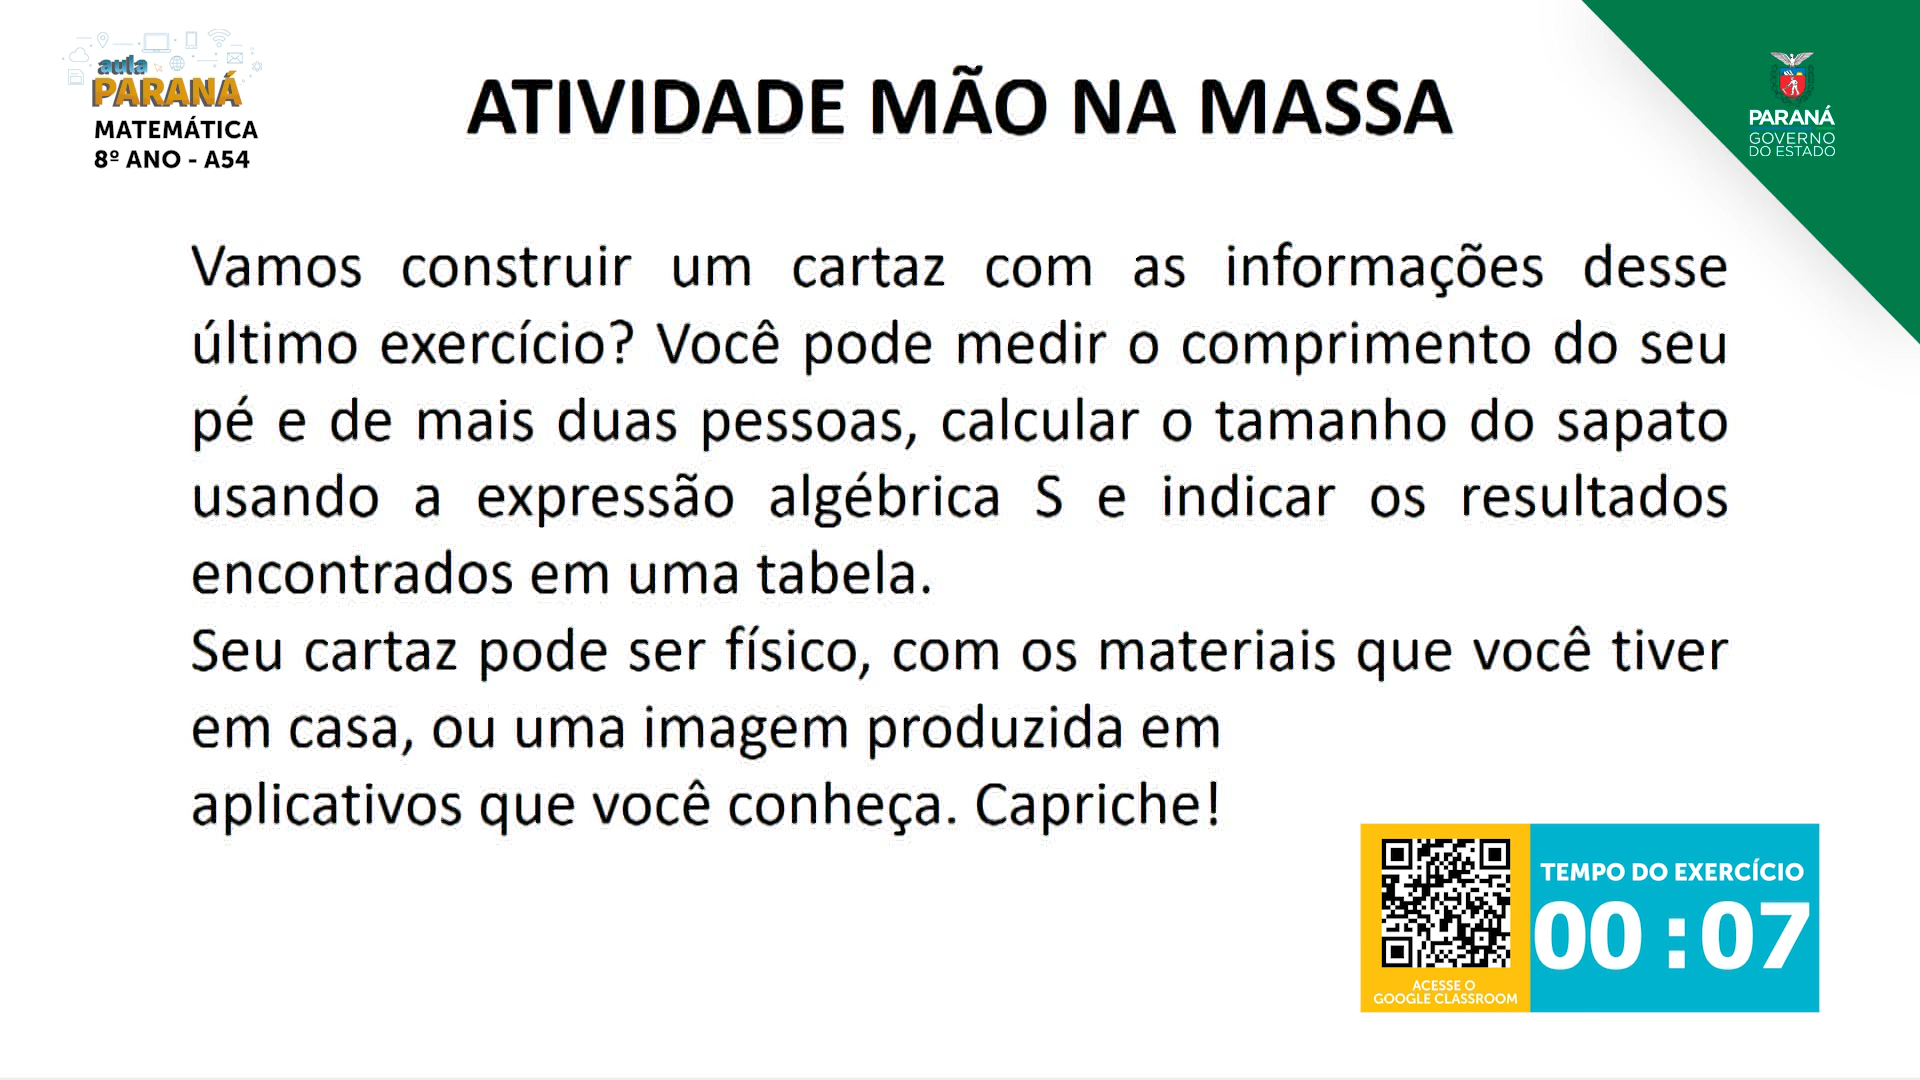 aula
PARANÁ
MATEMÁTICA
8º ANO - A54
ATIVIDADE MÃO NA MASSA
PARANÁ
GOVERNO
DO ESTADO
Vamos construir um cartaz com as informações desse
último exercício? Você pode medir o comprimento do seu
pé e de mais duas pessoas, calcular o tamanho do sapato
usando a expressão algébrica S e indicar os resultados
encontrados em uma tabela.
Seu cartaz pode ser físico, com os materiais que você tiver
em casa, ou uma imagem produzida em
aplicativos que você conheça. Capriche!
ACESSE O
GOOGLE CLASSROOM
TEMPO DO EXERCÍCIO
00 : 07